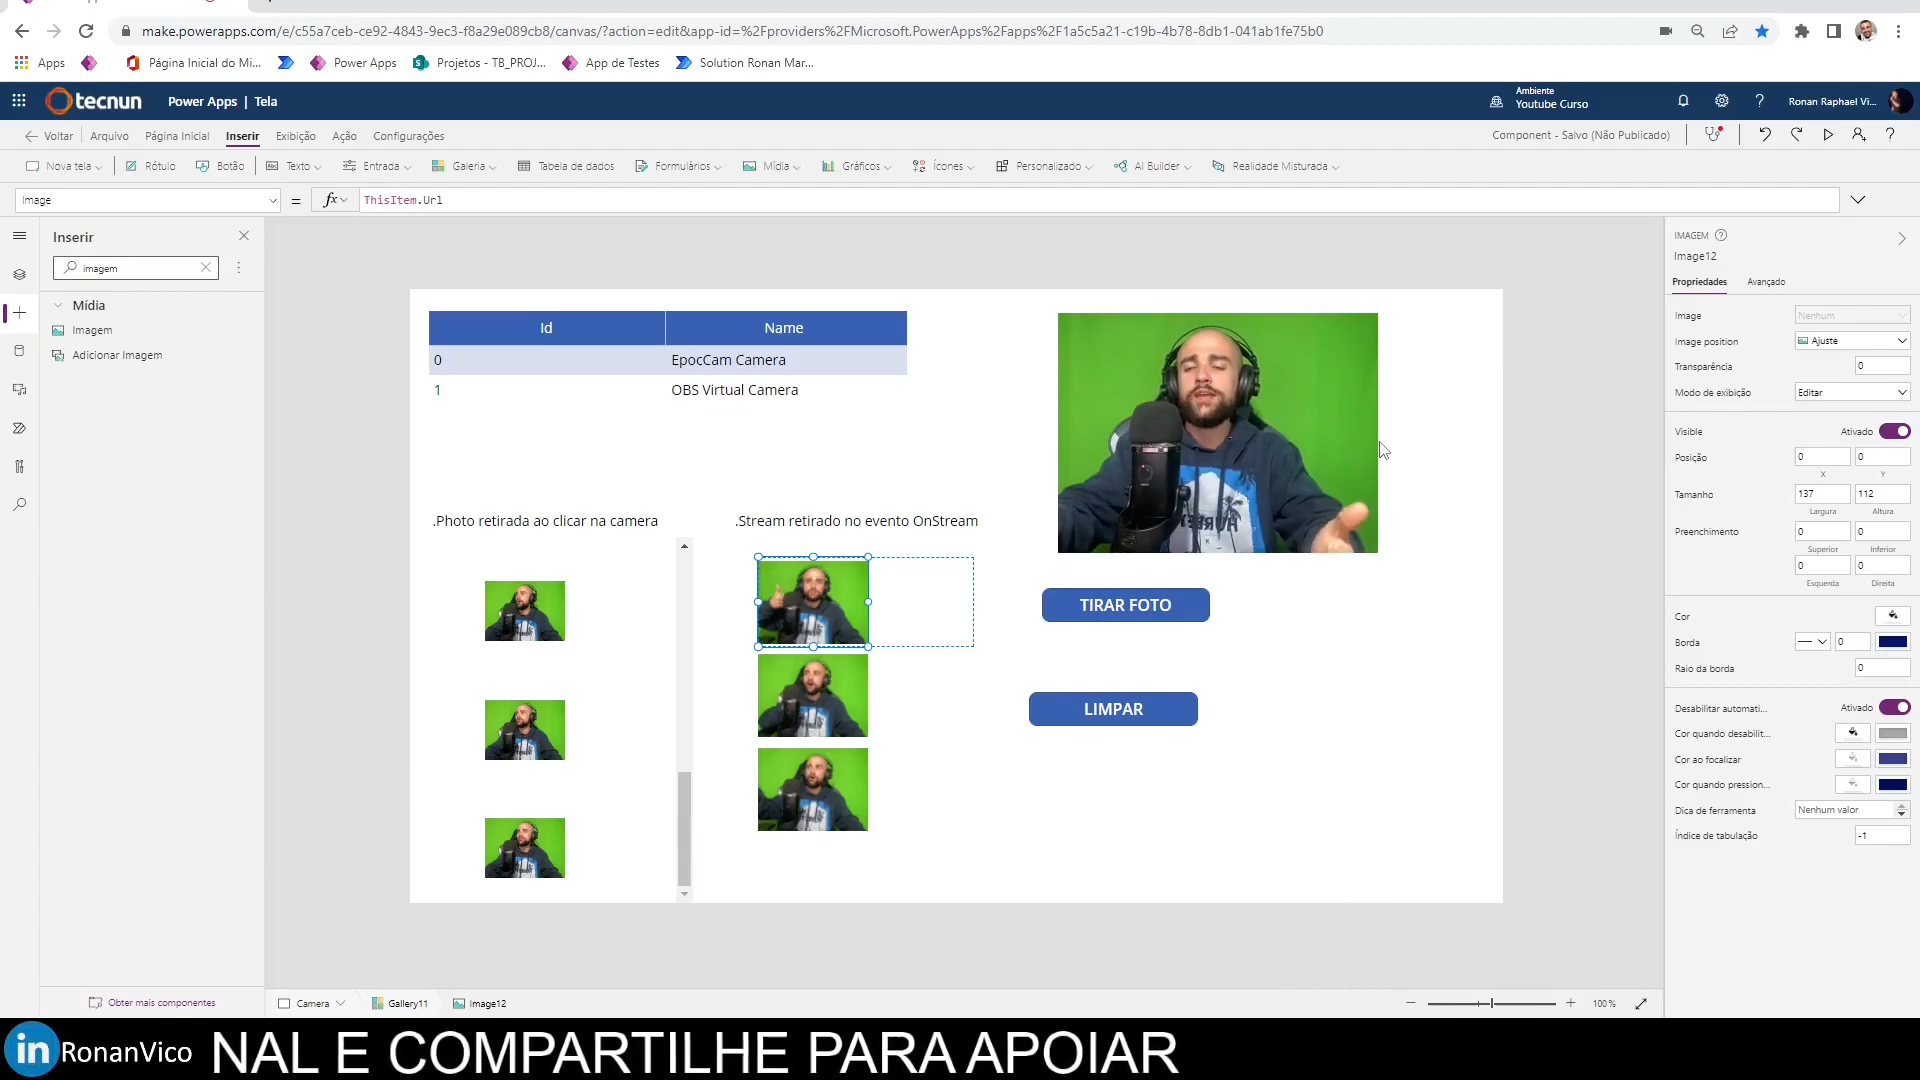 make.powerapps.com/e/c55a7ceb-ce92-4843-9ec3-f8a29e089cb8/canvas/?action=edit&app-id=%2Fproviders%2FMicrosoft.PowerApps%2Fapps%2F1a5c5a21-c19b-4b78-8db1-041ab1fe75b0
Apps Página Inicial do Mi... Power Apps Projetos - TB_PROJ... App de Testes Solution Ronan Mar...
tecnun Power Apps | Tela Ambiente Youtube Curso ? Ronan Raphael Vi...
Voltar Arquivo Página Inicial Inserir Exibição Ação Configurações Component - Salvo (Não Publicado) ?
Nova tela Rótulo Botão Texto Entrada Galeria Tabela de dados Formulários Mídia Gráficos Ícones Personalizado AI Builder Realidade Misturada
Image = fx ThisItem.Url
Inserir
imagem
Mídia
Imagem
Adicionar Imagem
Obter mais componentes
Id Name
0 EpocCam Camera
1 OBS Virtual Camera
.Photo retirada ao clicar na camera .Stream retirado no evento OnStream
TIRAR FOTO
LIMPAR
Camera Gallery11 Image12 100 %
IMAGEM ?
Image12
Propriedades Avançado
Image Nenhum
Image position Ajuste
Transparência 0
Modo de exibição Editar
Visible Ativado
Posição 0 0
X Y
Tamanho 137 112
Largura Altura
Preenchimento 0 0
Superior Inferior
0 0
Esquerda Direita
Cor
Borda 0
Raio da borda 0
Desabilitar automati... Ativado
Cor quando desabilit...
Cor ao focalizar
Cor quando pression...
Dica de ferramenta Nenhum valor
Índice de tabulação -1
in RonanVico NAL E COMPARTILHE PARA APOIAR